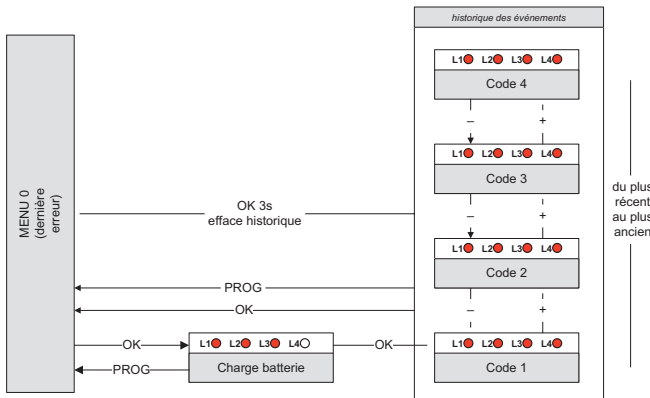 historique des événements
L1 L2 L3 L4
Code 4
– +
L1 L2 L3 L4
Code 3
– +
L1 L2 L3 L4
Code 2
– +
L1 L2 L3 L4
Code 1
du plus
récent
au plus
ancien
MENU 0
(dernière
erreur)
OK 3s
efface historique
PROG
OK
OK
L1 L2 L3 L4
Charge batterie
OK
PROG